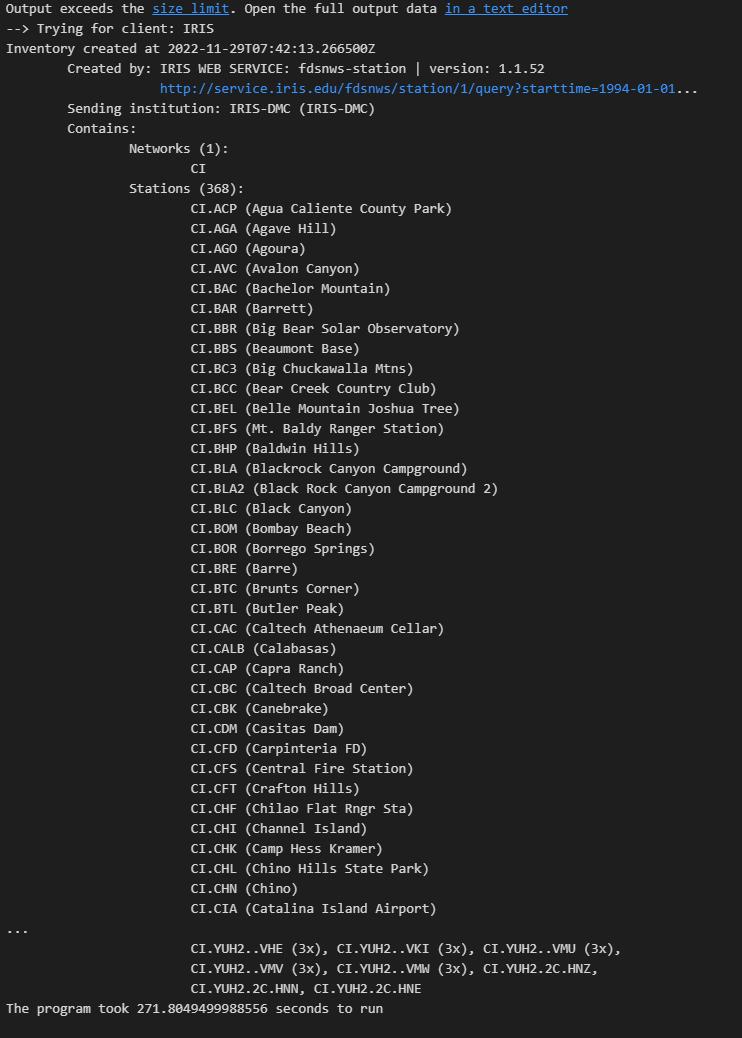 Output exceeds the size limit. Open the full output data in a text editor
--> Trying for client: IRIS
Inventory created at 2022-11-29T07:42:13.266500Z
Created by: IRIS WEB SERVICE: fdsnws-station | version: 1.1.52
http://service.iris.edu/fdsnws/station/1/query?starttime=1994-01-01...
Sending institution: IRIS-DMC (IRIS-DMC)
Contains:
Networks (1):
CI
Stations (368):
CI.ACP (Agua Caliente County Park)
CI.AGA (Agave Hill)
CI.AGO (Agoura)
CI.AVC (Avalon Canyon)
CI.BAC (Bachelor Mountain)
CI.BAR (Barrett)
CI.BBR (Big Bear Solar Observatory)
CI.BBS (Beaumont Base)
CI.BC3 (Big Chuckawalla Mtns)
CI.BCC (Bear Creek Country Club)
CI.BEL (Belle Mountain Joshua Tree)
CI.BFS (Mt. Baldy Ranger Station)
CI.BHP (Baldwin Hills)
CI.BLA (Blackrock Canyon Campground)
CI.BLA2 (Black Rock Canyon Campground 2)
CI.BLC (Black Canyon)
CI.BOM (Bombay Beach)
CI.BOR (Borrego Springs)
CI.BRE (Barre)
CI.BTC (Brunts Corner)
CI.BTL (Butler Peak)
CI.CAC (Caltech Athenaeum Cellar)
CI.CALB (Calabasas)
CI.CAP (Capra Ranch)
CI.CBC (Caltech Broad Center)
CI.CBK (Canebrake)
CI.CDM (Casitas Dam)
CI.CFD (Carpinteria FD)
CI.CFS (Central Fire Station)
CI.CFT (Crafton Hills)
CI.CHF (Chilao Flat Rngr Sta)
CI.CHI (Channel Island)
CI.CHK (Camp Hess Kramer)
CI.CHL (Chino Hills State Park)
CI.CHN (Chino)
CI.CIA (Catalina Island Airport)
...
CI.YUH2..VHE (3x), CI.YUH2..VKI (3x), CI.YUH2..VMU (3x),
CI.YUH2..VMV (3x), CI.YUH2..VMW (3x), CI.YUH2.2C.HNZ,
CI.YUH2.2C.HNN, CI.YUH2.2C.HNE
The program took 271.8049499988556 seconds to run